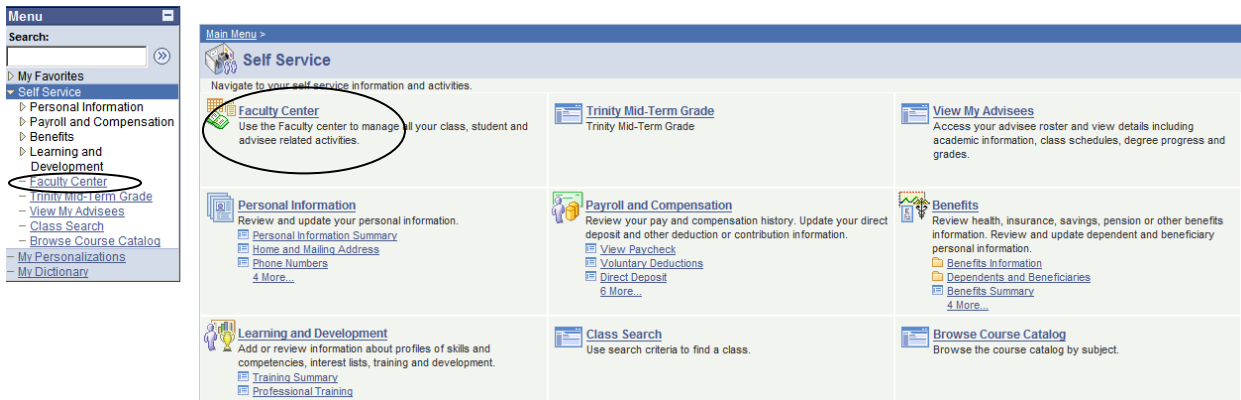 Menu
Search:
My Favorites
Self Service
Personal Information
Payroll and Compensation
Benefits
Learning and
Development
Faculty Center
Trinity Mid-Term Grade
View My Advisees
Class Search
Browse Course Catalog
My Personalizations
My Dictionary
Main Menu >
Self Service
Navigate to your self service information and activities.
Faculty Center
Use the Faculty center to manage all your class, student and
advisee related activities.
Trinity Mid-Term Grade
Trinity Mid-Term Grade
View My Advisees
Access your advisee roster and view details including
academic information, class schedules, degree progress and
grades.
Personal Information
Review and update your personal information.
Personal Information Summary
Home and Mailing Address
Phone Numbers
4 More...
Payroll and Compensation
Review your pay and compensation history. Update your direct
deposit and other deduction or contribution information.
View Paycheck
Voluntary Deductions
Direct Deposit
6 More...
Benefits
Review health, insurance, savings, pension or other benefits
information. Review and update dependent and beneficiary
personal information.
Benefits Information
Dependents and Beneficiaries
Benefits Summary
4 More...
Learning and Development
Add or review information about profiles of skills and
competencies, interest lists, training and development.
Training Summary
Professional Training
Class Search
Use search criteria to find a class.
Browse Course Catalog
Browse the course catalog by subject.